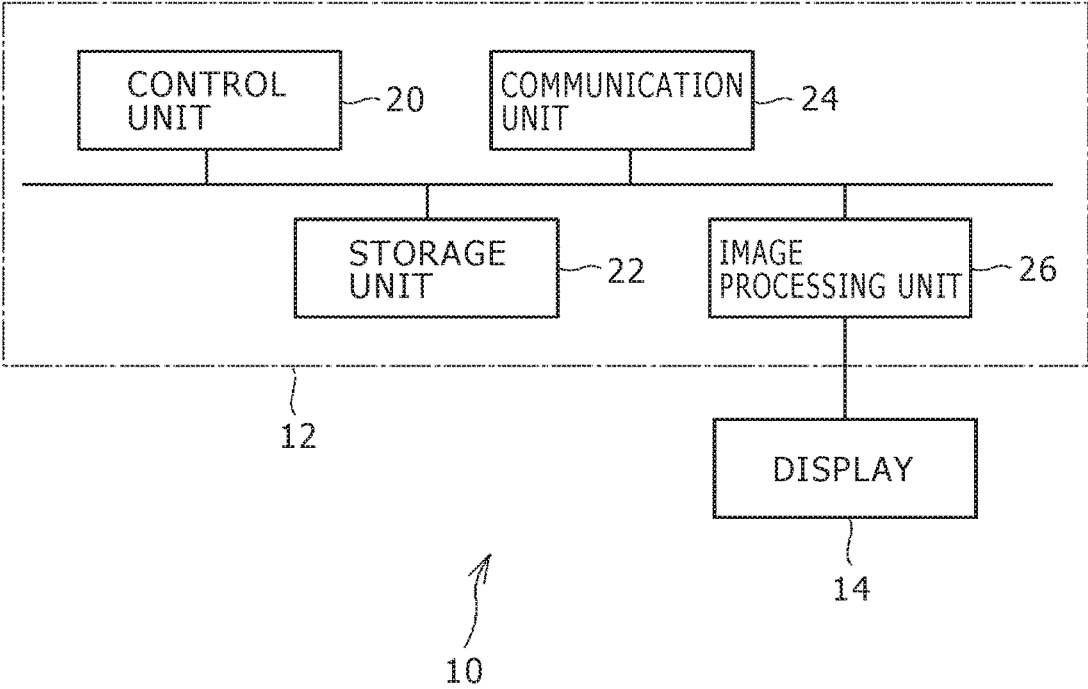 CONTROL
UNIT
20
COMMUNICATION
UNIT
24
STORAGE
UNIT
22
IMAGE
PROCESSING UNIT
26
12
DISPLAY
14
10